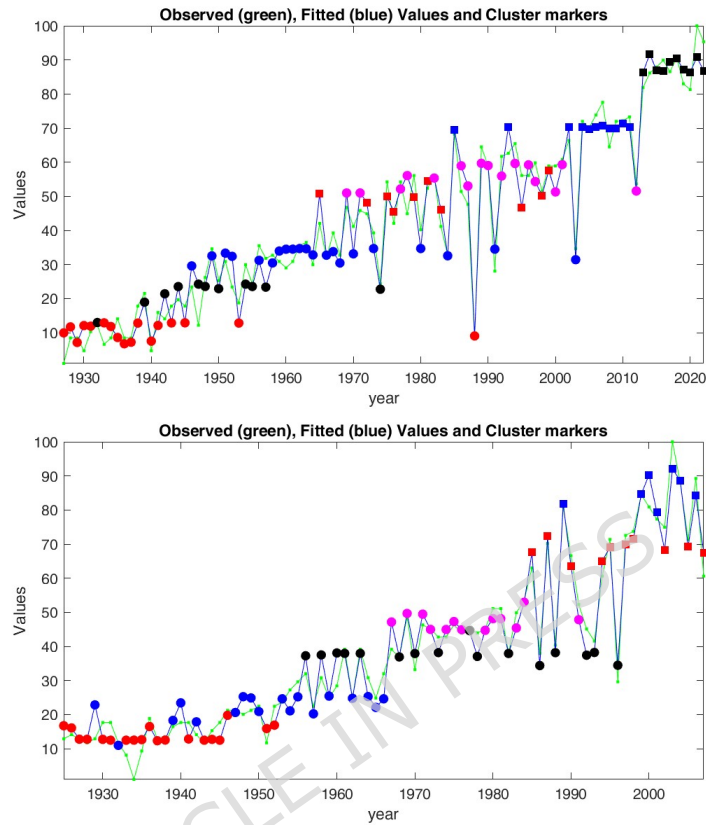 Observed (green), Fitted (blue) Values and Cluster markers
100
90
80
70
60
50
40
30
20
10
Values
1930 1940 1950 1960 1970 1980 1990 2000 2010 2020
year
Observed (green), Fitted (blue) Values and Cluster markers
100
90
80
70
60
50
40
30
20
10
Values
1930 1940 1950 1960 1970 1980 1990 2000
year
CLE IN PRESS